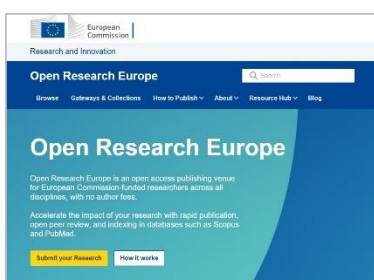 European
Commission
Research and Innovation
Open Research Europe
Search
Browse Gateways & Collections How to Publish About Resource Hub Blog
Open Research Europe
Open Research Europe is an open access publishing venue
for European Commission-funded researchers across all
disciplines, with no author fees.
Accelerate the impact of your research with rapid publication,
open peer review, and indexing in databases such as Scopus
and PubMed.
Submit your Research How it works